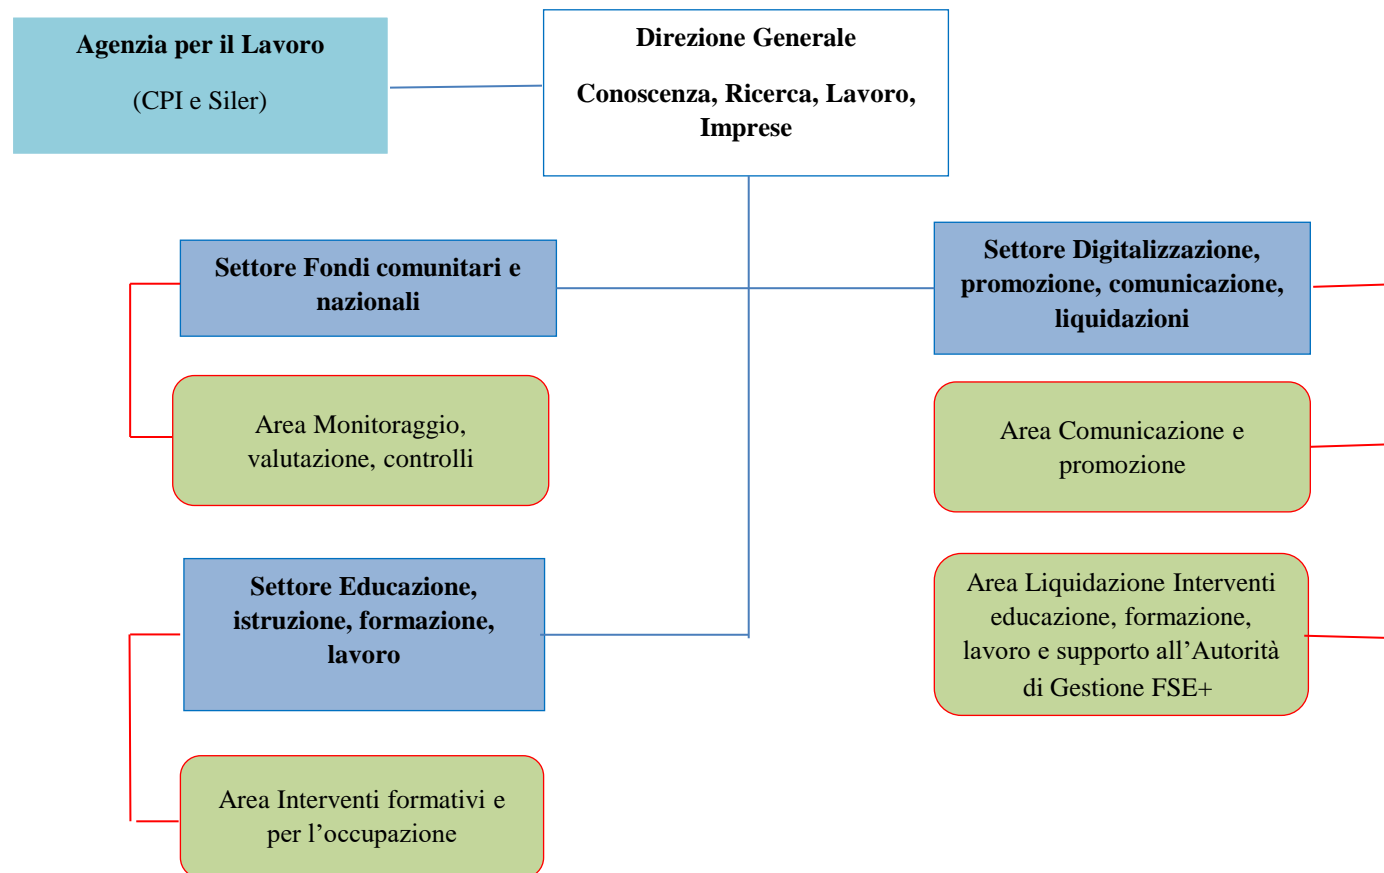 Agenzia per il Lavoro
(CPI e Siler)
Direzione Generale
Conoscenza, Ricerca, Lavoro,
Imprese
Settore Fondi comunitari e
nazionali
Settore Digitalizzazione,
promozione, comunicazione,
liquidazioni
Area Monitoraggio,
valutazione, controlli
Area Comunicazione e
promozione
Settore Educazione,
istruzione, formazione,
lavoro
Area Liquidazione Interventi
educazione, formazione,
lavoro e supporto all’Autorità
di Gestione FSE+
Area Interventi formativi e
per l’occupazione